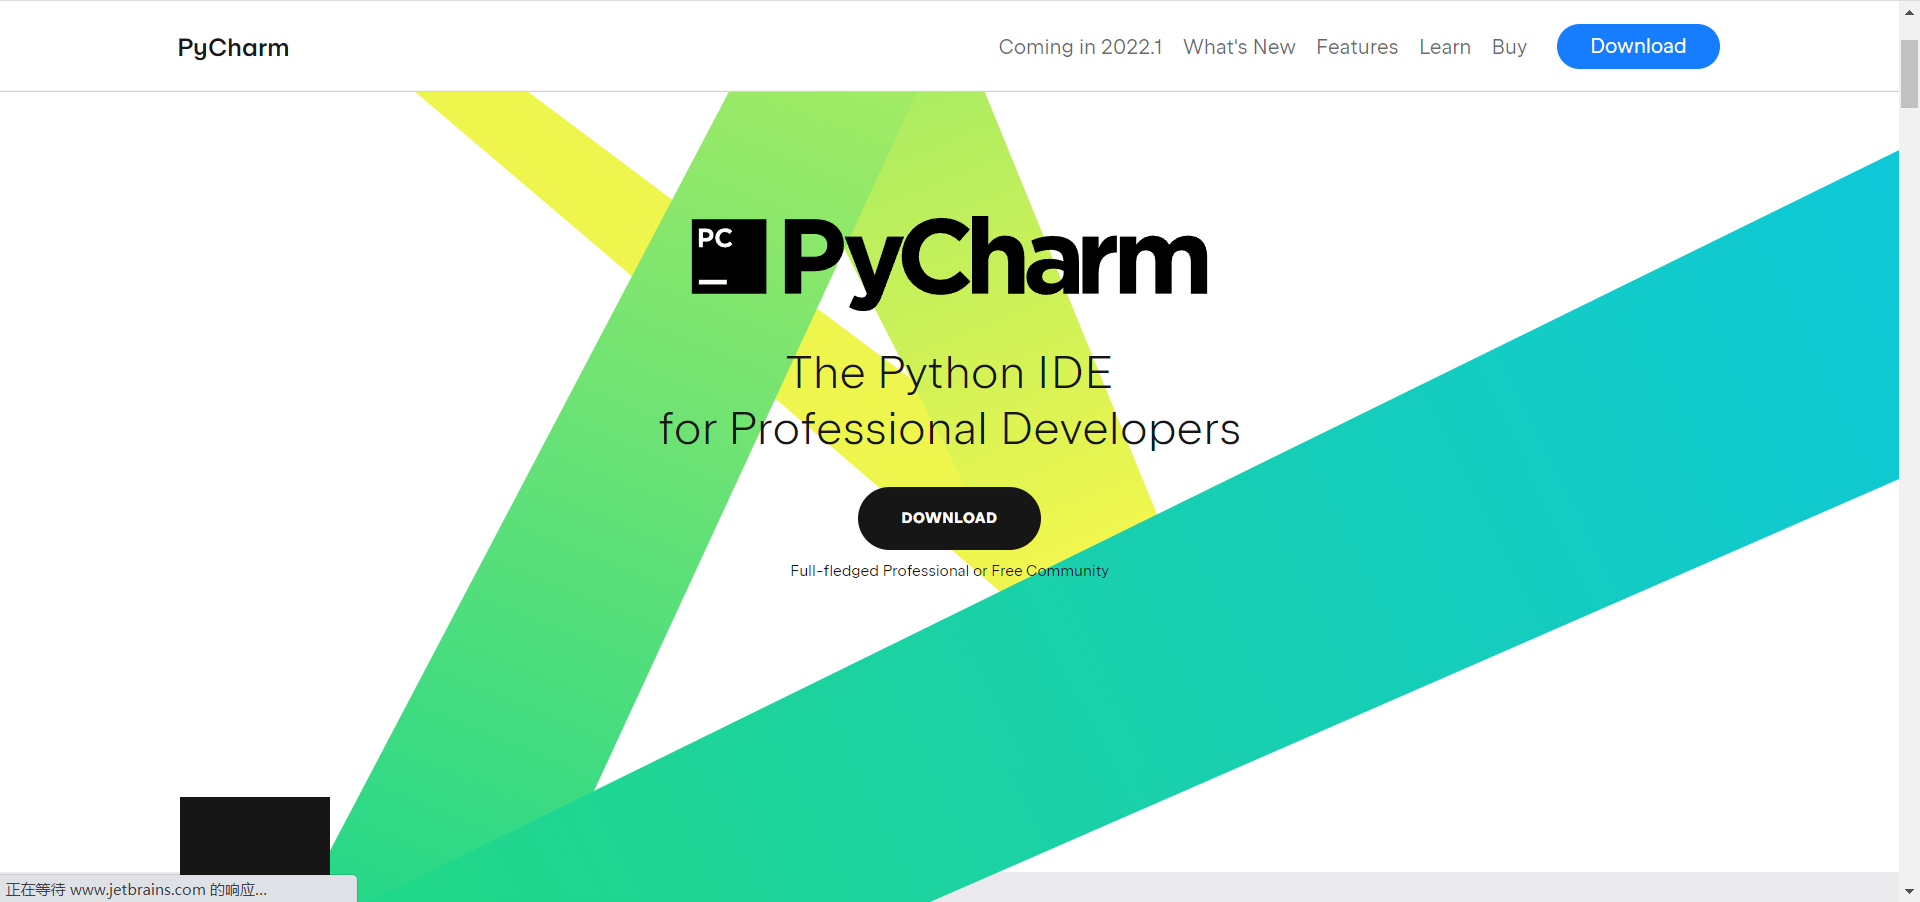 PyCharm
Coming in 2022.1 What's New Features Learn Buy Download
PC
PyCharm
The Python IDE
for Professional Developers
DOWNLOAD
Full-fledged Professional or Free Community
正在等待 www.jetbrains.com 的响应...